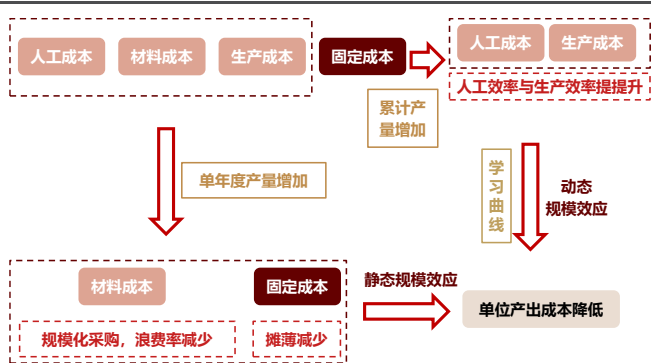 人工成本
材料成本
生产成本
固定成本
人工成本
生产成本
人工效率与生产效率提提升
累计产
量增加
单年度产量增加
学
习
曲
线
动态
规模效应
材料成本
固定成本
规模化采购，浪费率减少
摊薄减少
静态规模效应
单位产出成本降低